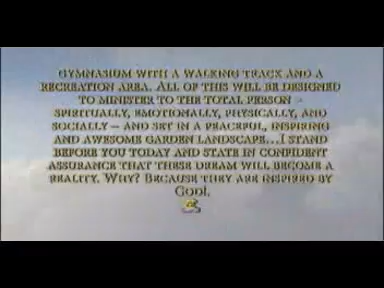 GYMNASIUM WITH A WALKING TRACK AND A
RECREATION AREA. ALL OF THIS WILL BE DESIGNED
TO MINISTER TO THE TOTAL PERSON –
SPIRITUALLY, EMOTIONALLY, PHYSICALLY, AND
SOCIALLY – AND SET IN A PEACEFUL, INSPIRING
AND AWESOME GARDEN LANDSCAPE...I STAND
BEFORE YOU TODAY AND STATE IN CONFIDENT
ASSURANCE THAT THESE DREAM WILL BECOME A
REALITY. WHY? BECAUSE THEY ARE INSPIRED BY
GOD!.